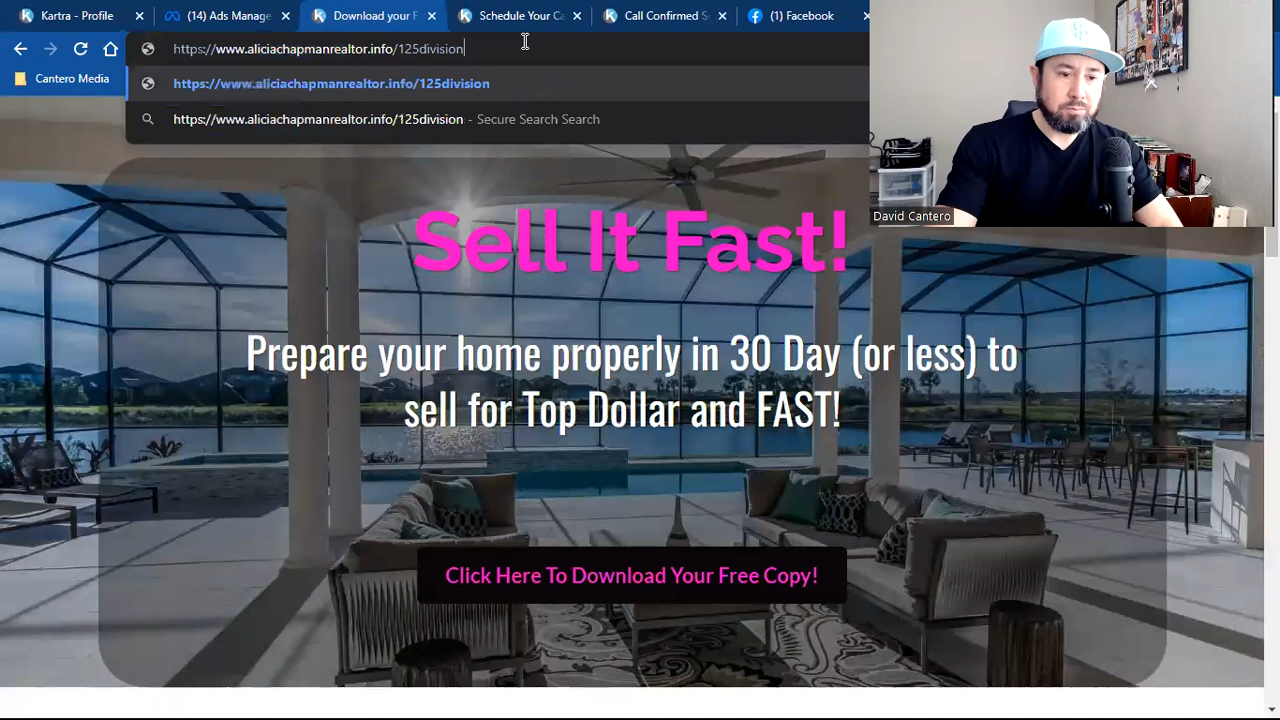 Kartra - Profile
(14) Ads Manage
Download your F
Schedule Your Ca
Call Confirmed S
(1) Facebook
https://www.aliciachapmanrealtor.info/125division
Cantero Media
https://www.aliciachapmanrealtor.info/125division
https://www.aliciachapmanrealtor.info/125division - Secure Search Search
David Cantero
Sell It Fast!
Prepare your home properly in 30 Day (or less) to
sell for Top Dollar and FAST!
Click Here To Download Your Free Copy!